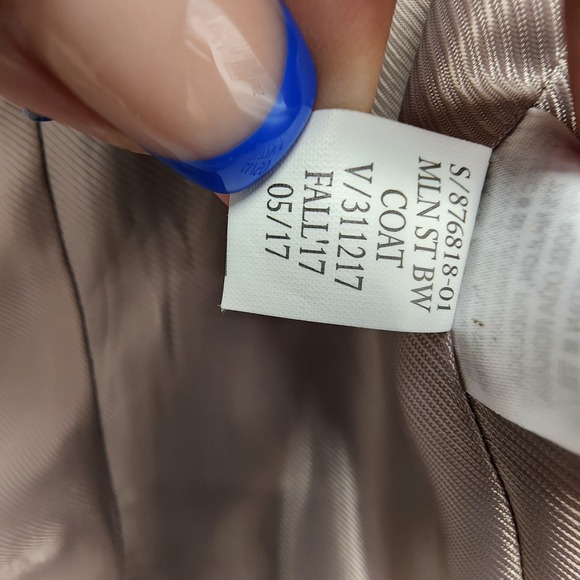 S/876818-01
MLN ST BW
COAT
V/311217
FALL'17
05/17